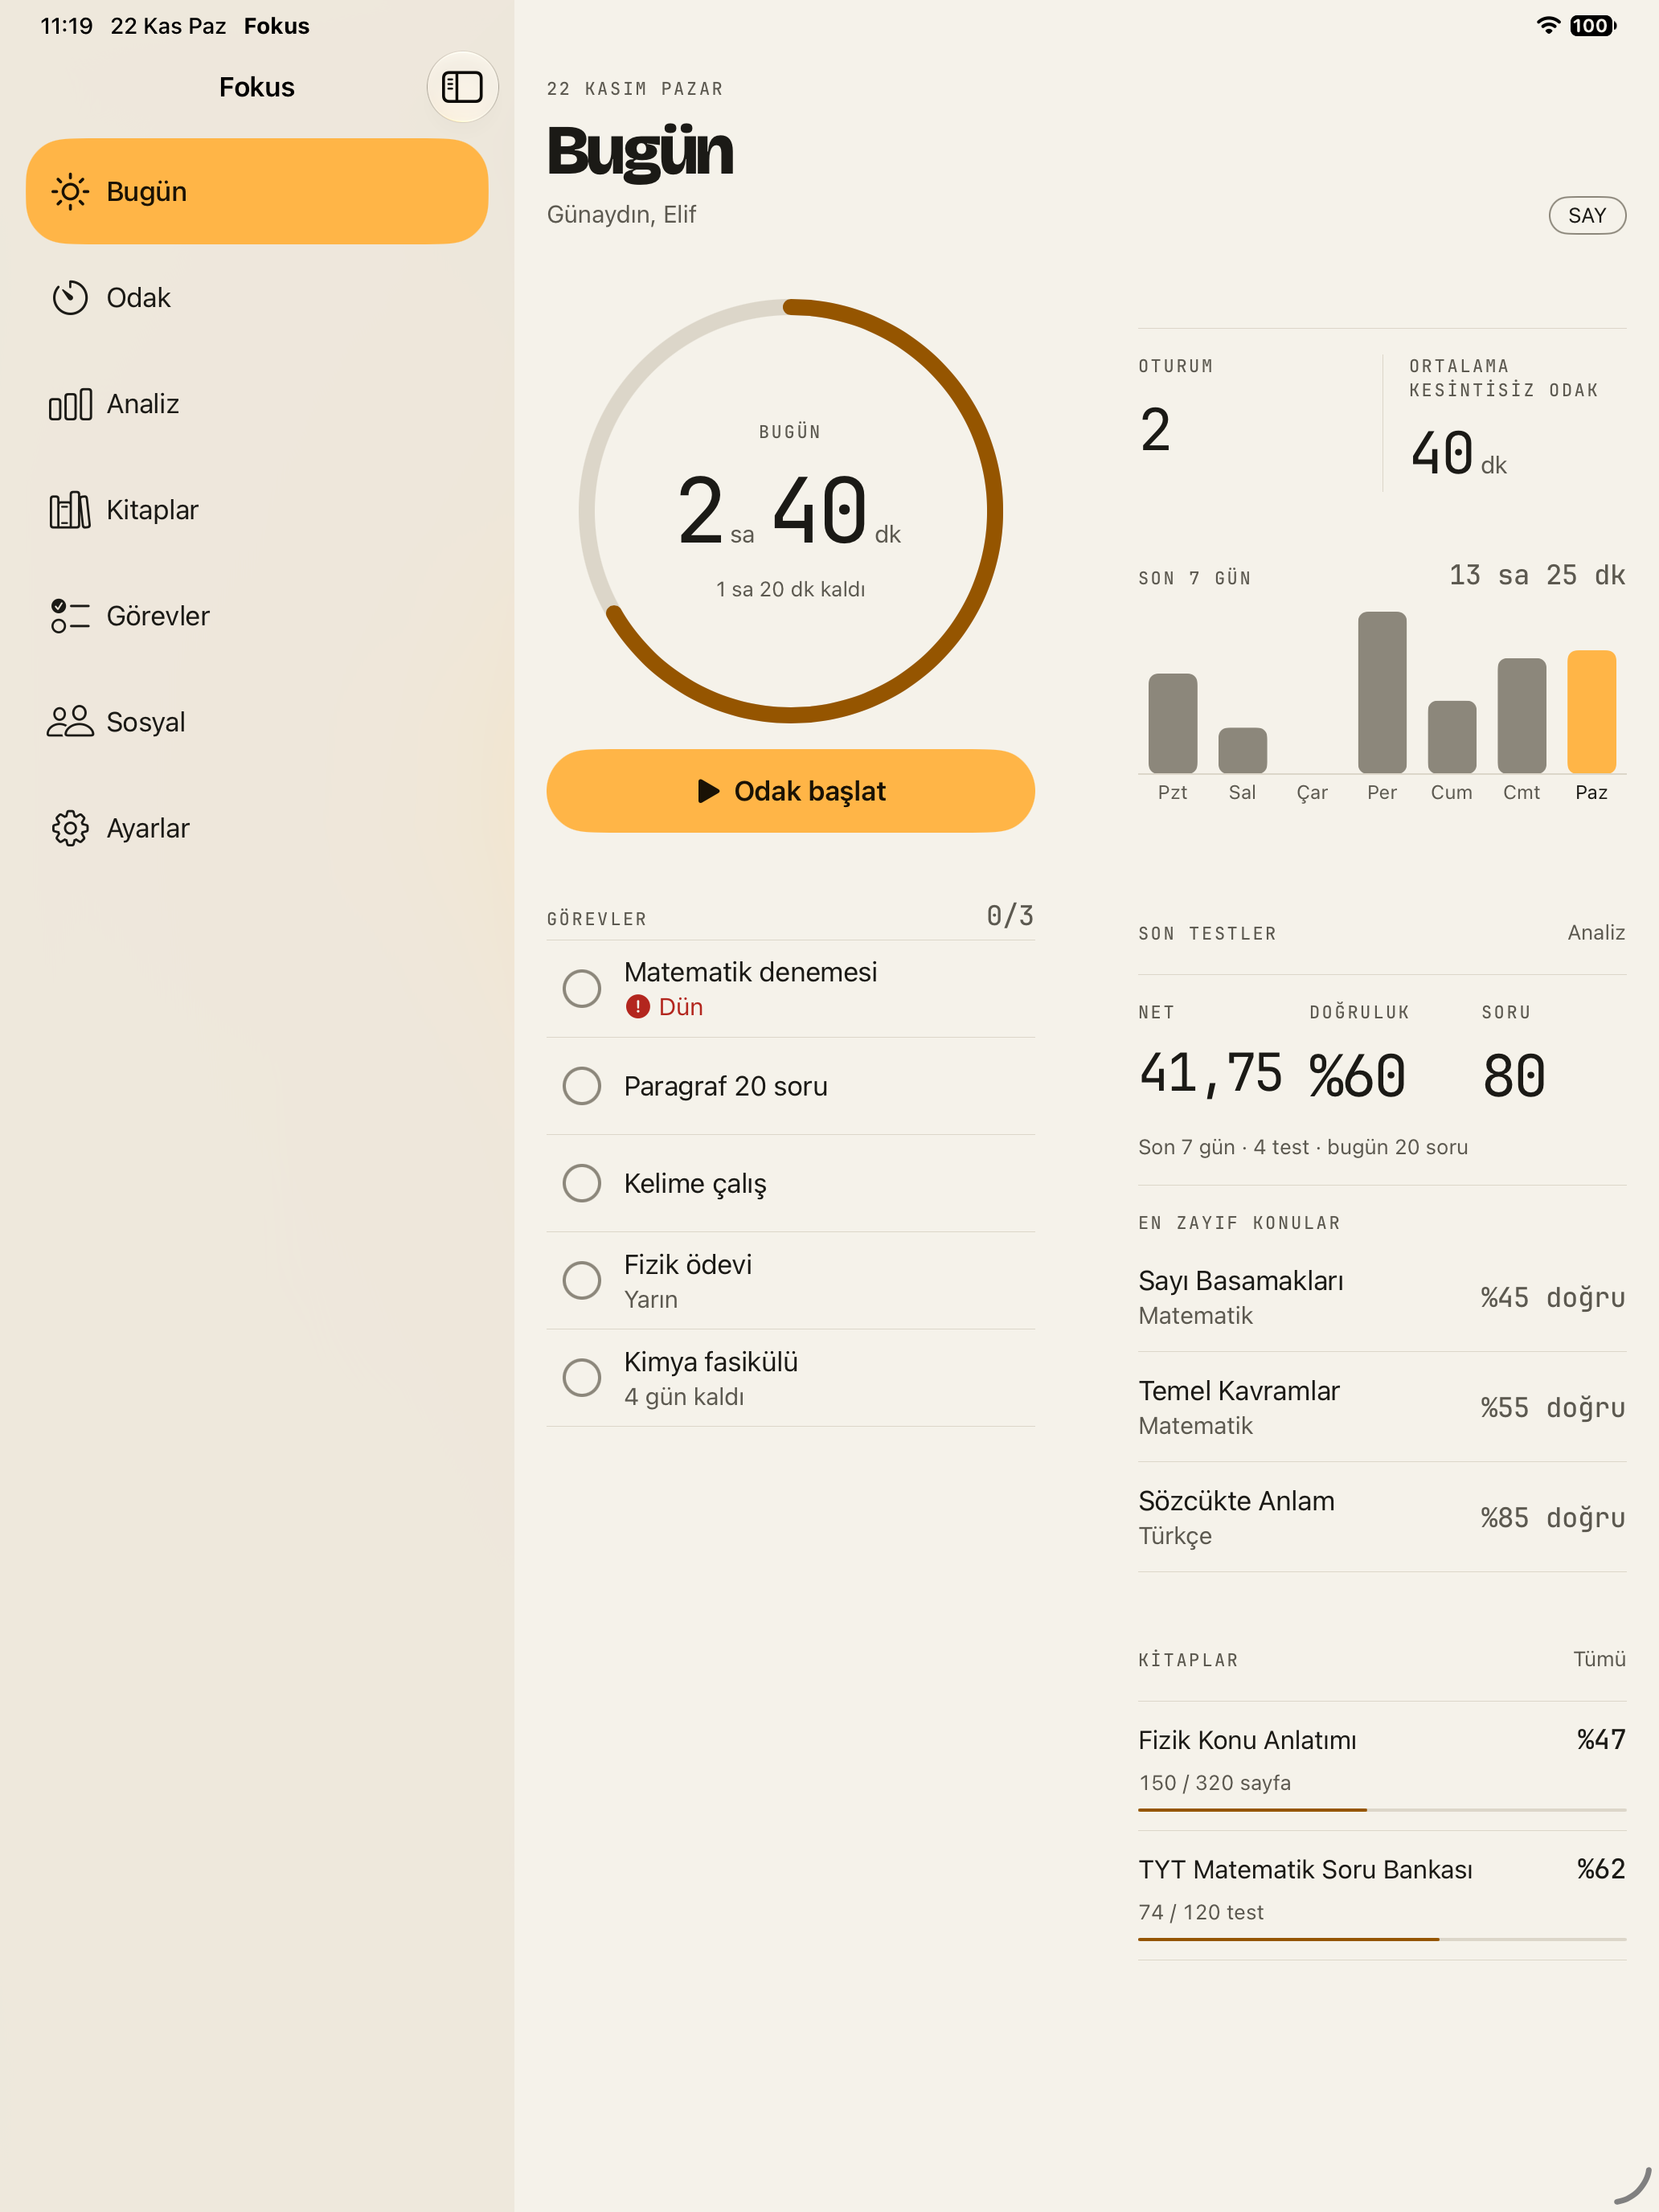 11:19 22 Kas Paz Fokus
100
Fokus
Bugün
Odak
Analiz
Kitaplar
Görevler
Sosyal
Ayarlar
22 KASIM PAZAR
Bugün
Günaydın, Elif
SAY
BUGÜN
2 sa 40 dk
1 sa 20 dk kaldı
Odak başlat
OTURUM
2
ORTALAMA
KESİNTİSİZ ODAK
40 dk
SON 7 GÜN
13 sa 25 dk
Pzt Sal Çar Per Cum Cmt Paz
GÖREVLER
0/3
Matematik denemesi
Dün
Paragraf 20 soru
Kelime çalış
Fizik ödevi
Yarın
Kimya fasikülü
4 gün kaldı
SON TESTLER
Analiz
NET DOĞRULUK SORU
41,75 %60 80
Son 7 gün · 4 test · bugün 20 soru
EN ZAYIF KONULAR
Sayı Basamakları
Matematik
%45 doğru
Temel Kavramlar
Matematik
%55 doğru
Sözcükte Anlam
Türkçe
%85 doğru
KİTAPLAR
Tümü
Fizik Konu Anlatımı
%47
150 / 320 sayfa
TYT Matematik Soru Bankası
%62
74 / 120 test